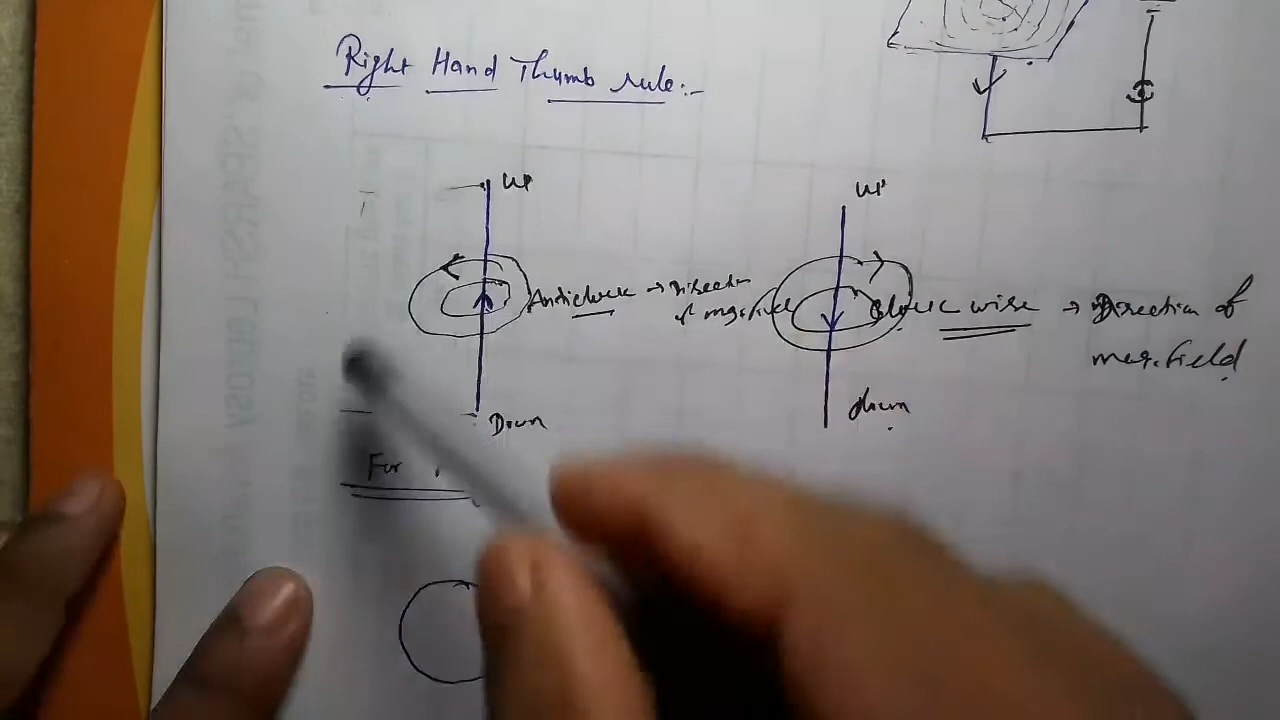 Right Hand Thumb rule:-
up
up
Anticlock → Direction
of mag. field
Clock wise → Direction of
mag. field
Down
down
For